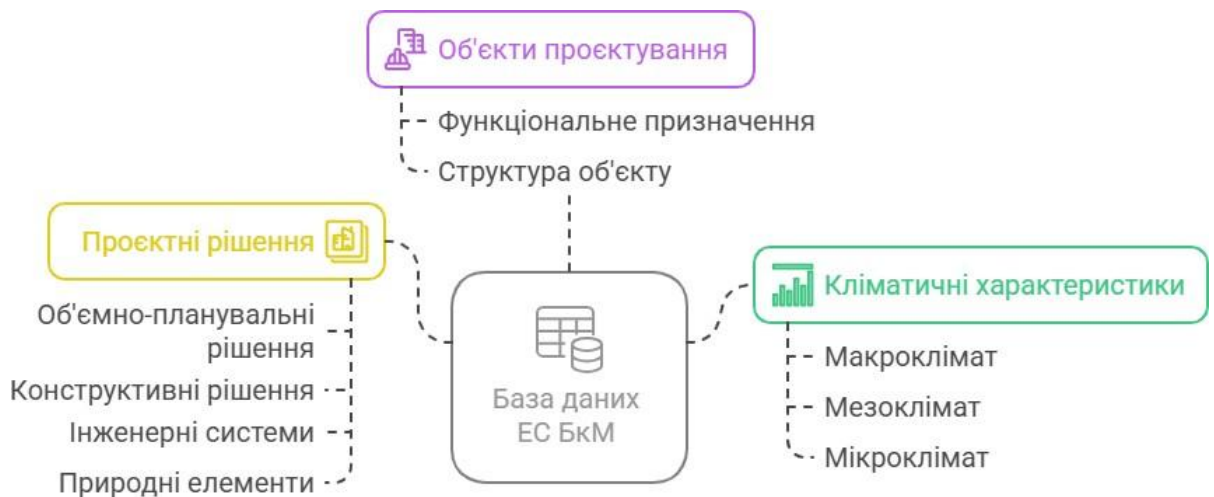 Об'єкти проєктування
Функціональне призначення
Структура об'єкту
Проєктні рішення
Об'ємно-планувальні
рішення
Конструктивні рішення
Інженерні системи
Природні елементи
База даних
ЕС БкМ
Кліматичні характеристики
Макроклімат
Мезоклімат
Мікроклімат